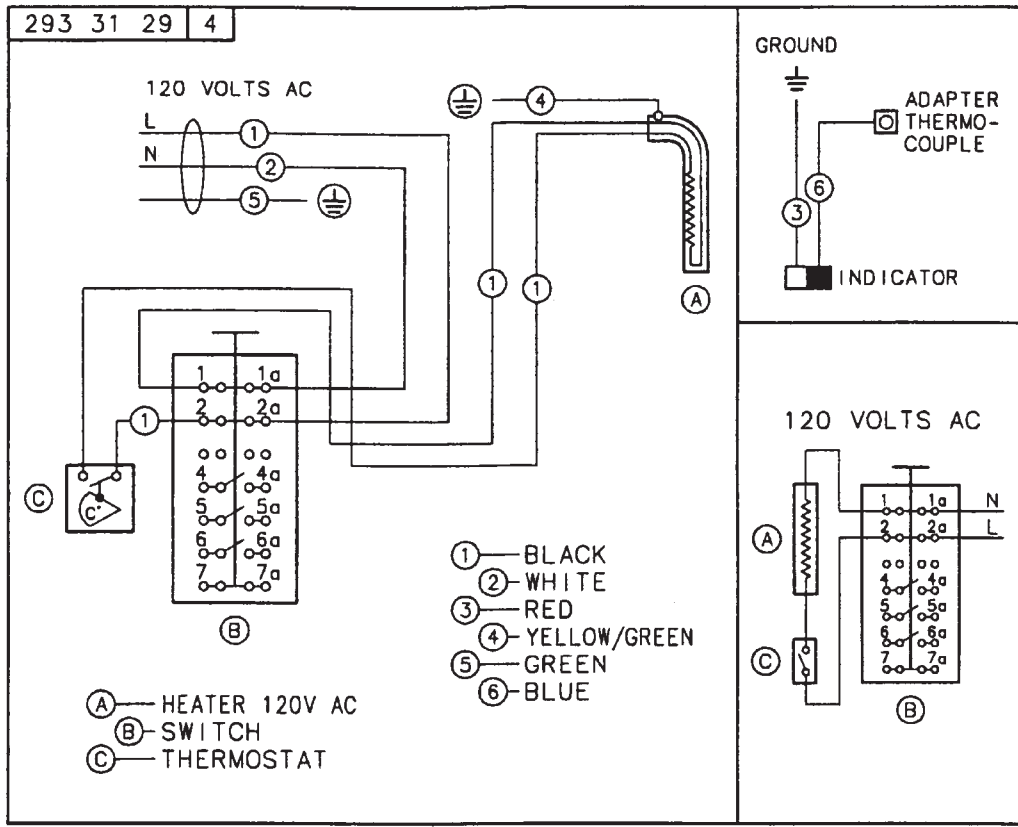 293 31 29 4
120 VOLTS AC
L
1
N
2
5
4
1
1
A
1
1 1a
2 2a
4 4a
5 5a
6 6a
7 7a
C
C°
B
1 BLACK
2 WHITE
3 RED
4 YELLOW/GREEN
5 GREEN
6 BLUE
A HEATER 120V AC
B SWITCH
C THERMOSTAT
GROUND
ADAPTER
THERMO-
COUPLE
6
3
INDICATOR
120 VOLTS AC
A
1 1a N
2 2a L
4 4a
5 5a
6 6a
7 7a
C
B